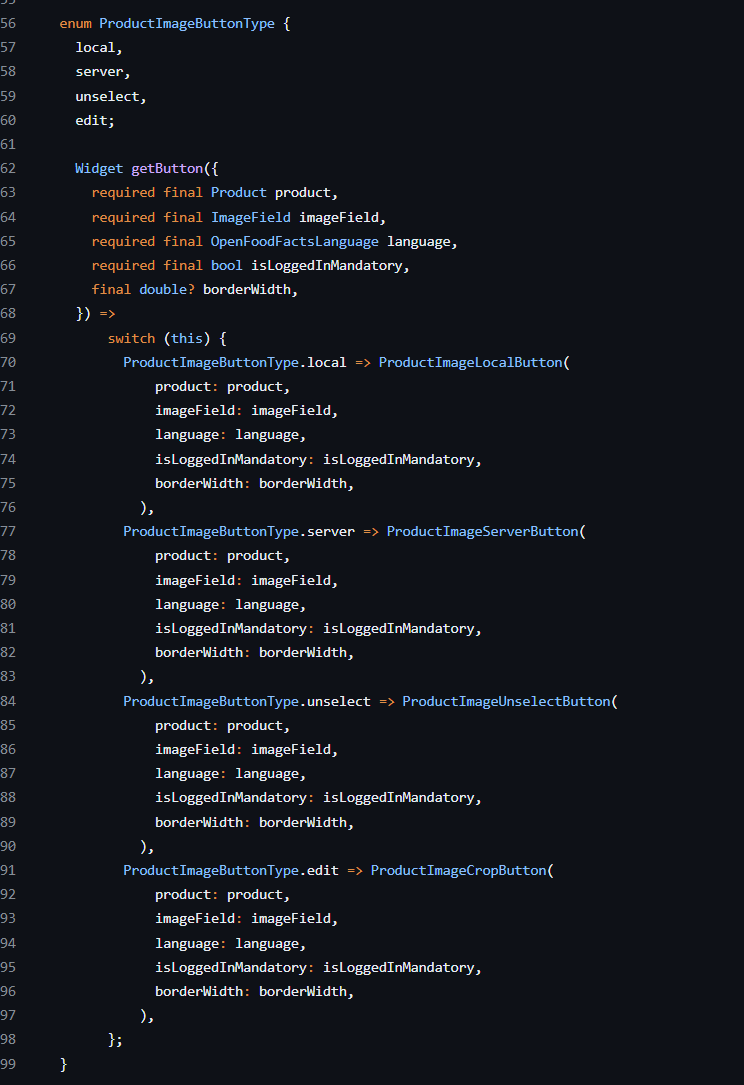 56 enum ProductImageButtonType {
57   local,
58   server,
59   unselect,
60   edit;
61
62   Widget getButton({
63     required final Product product,
64     required final ImageField imageField,
65     required final OpenFoodFactsLanguage language,
66     required final bool isLoggedInMandatory,
67     final double? borderWidth,
68   }) =>
69       switch (this) {
70         ProductImageButtonType.local => ProductImageLocalButton(
71             product: product,
72             imageField: imageField,
73             language: language,
74             isLoggedInMandatory: isLoggedInMandatory,
75             borderWidth: borderWidth,
76           ),
77         ProductImageButtonType.server => ProductImageServerButton(
78             product: product,
79             imageField: imageField,
80             language: language,
81             isLoggedInMandatory: isLoggedInMandatory,
82             borderWidth: borderWidth,
83           ),
84         ProductImageButtonType.unselect => ProductImageUnselectButton(
85             product: product,
86             imageField: imageField,
87             language: language,
88             isLoggedInMandatory: isLoggedInMandatory,
89             borderWidth: borderWidth,
90           ),
91         ProductImageButtonType.edit => ProductImageCropButton(
92             product: product,
93             imageField: imageField,
94             language: language,
95             isLoggedInMandatory: isLoggedInMandatory,
96             borderWidth: borderWidth,
97           ),
98       };
99 }